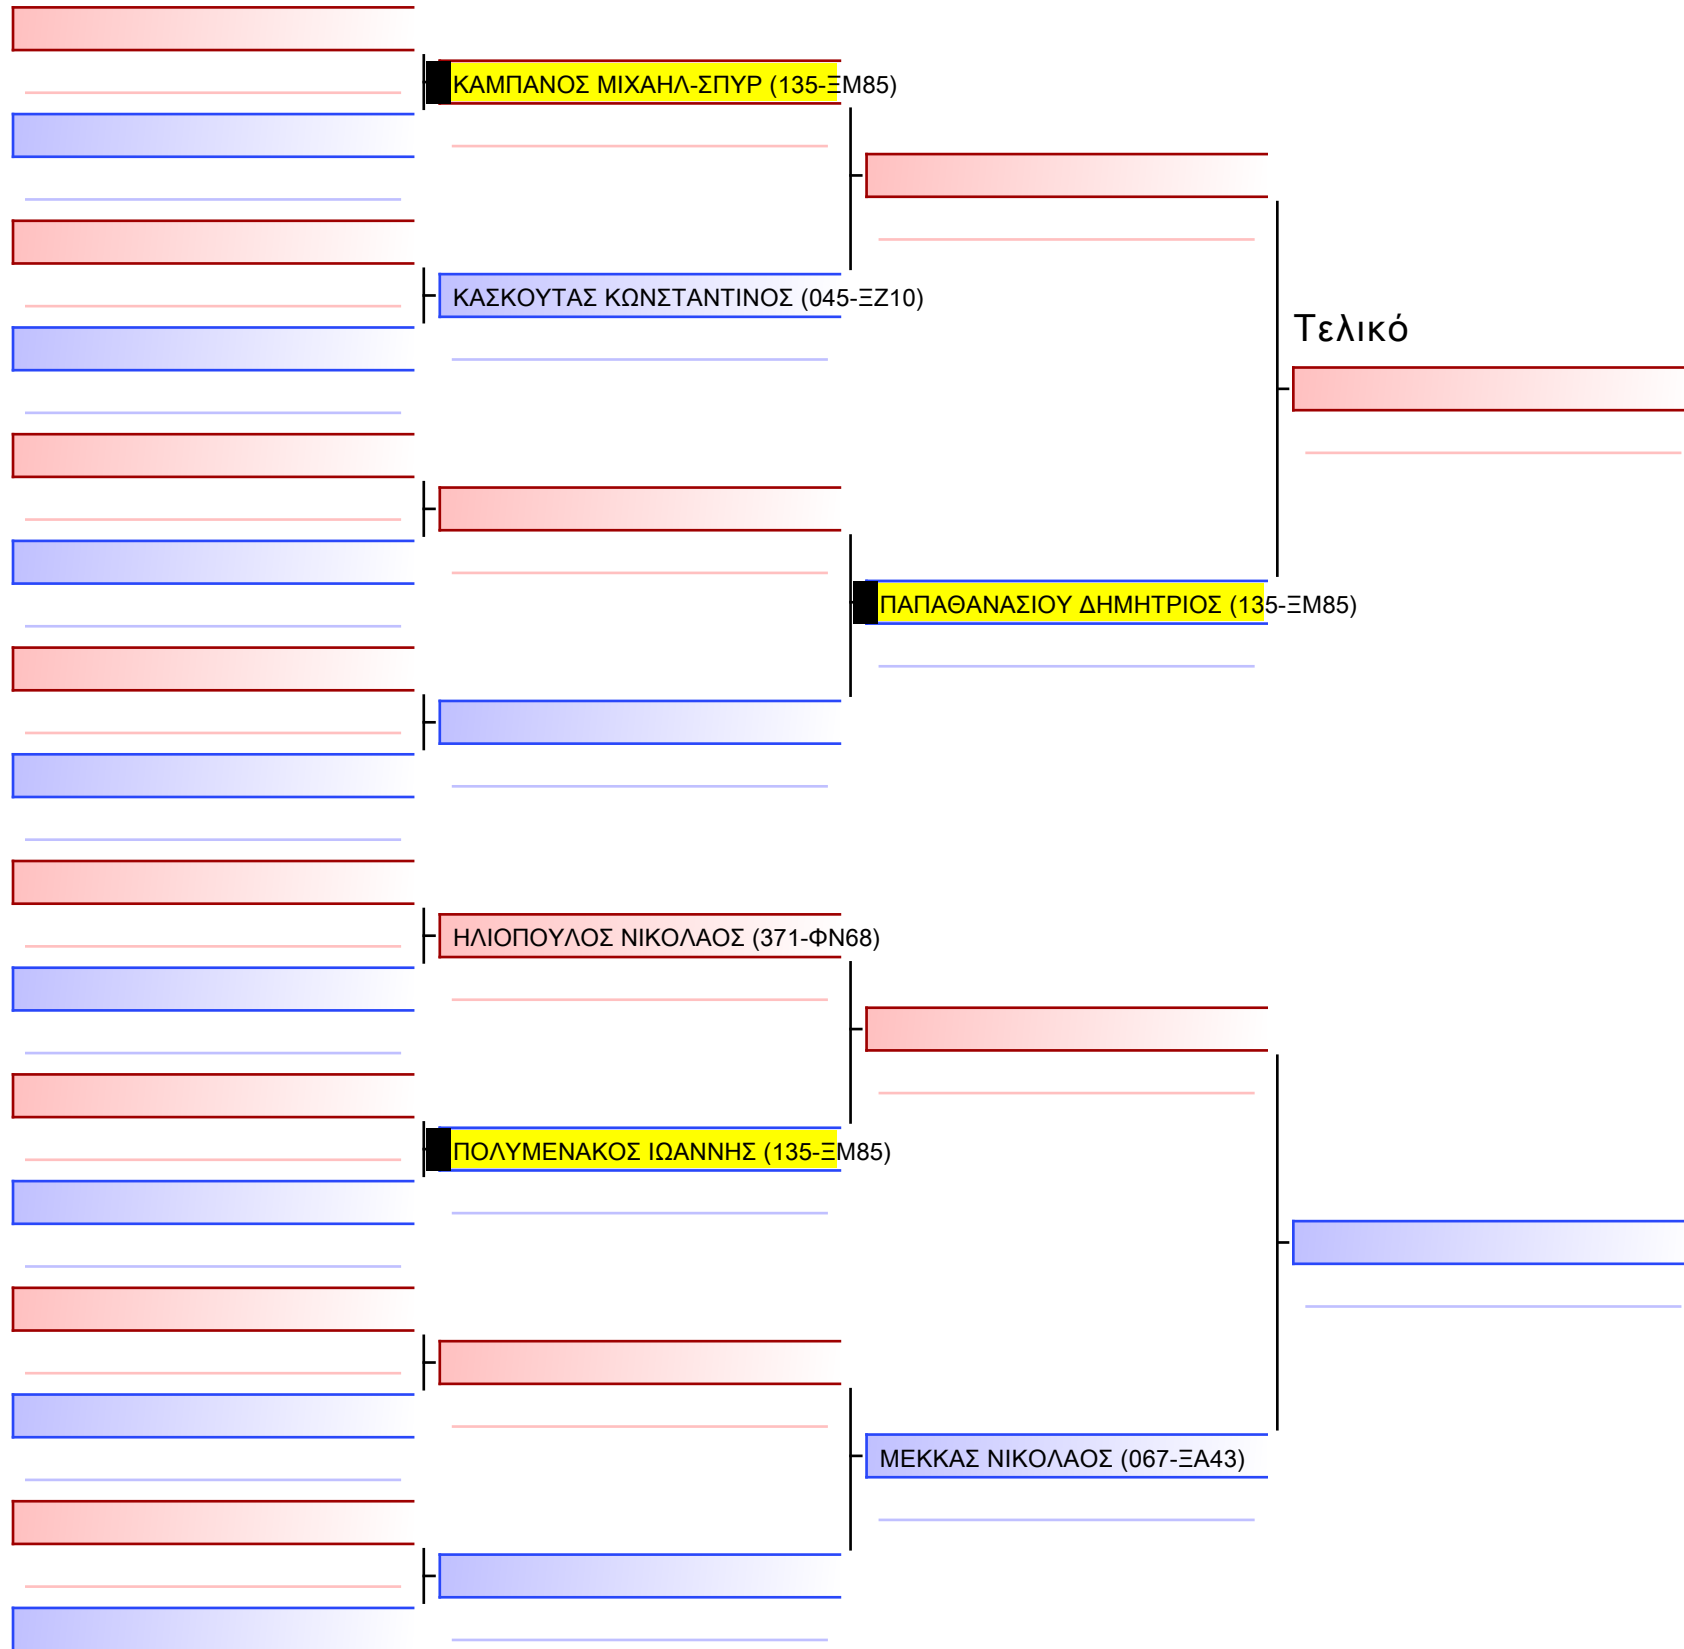 ΚΑΜΠΑΝΟΣ ΜΙΧΑΗΛ-ΣΠΥΡ (135-ΞΜ85)
ΚΑΣΚΟΥΤΑΣ ΚΩΝΣΤΑΝΤΙΝΟΣ (045-ΞΖ10)
Τελικό
ΠΑΠΑΘΑΝΑΣΙΟΥ ΔΗΜΗΤΡΙΟΣ (135-ΞΜ85)
ΗΛΙΟΠΟΥΛΟΣ ΝΙΚΟΛΑΟΣ (371-ΦΝ68)
ΠΟΛΥΜΕΝΑΚΟΣ ΙΩΑΝΝΗΣ (135-ΞΜ85)
ΜΕΚΚΑΣ ΝΙΚΟΛΑΟΣ (067-ΞΑ43)